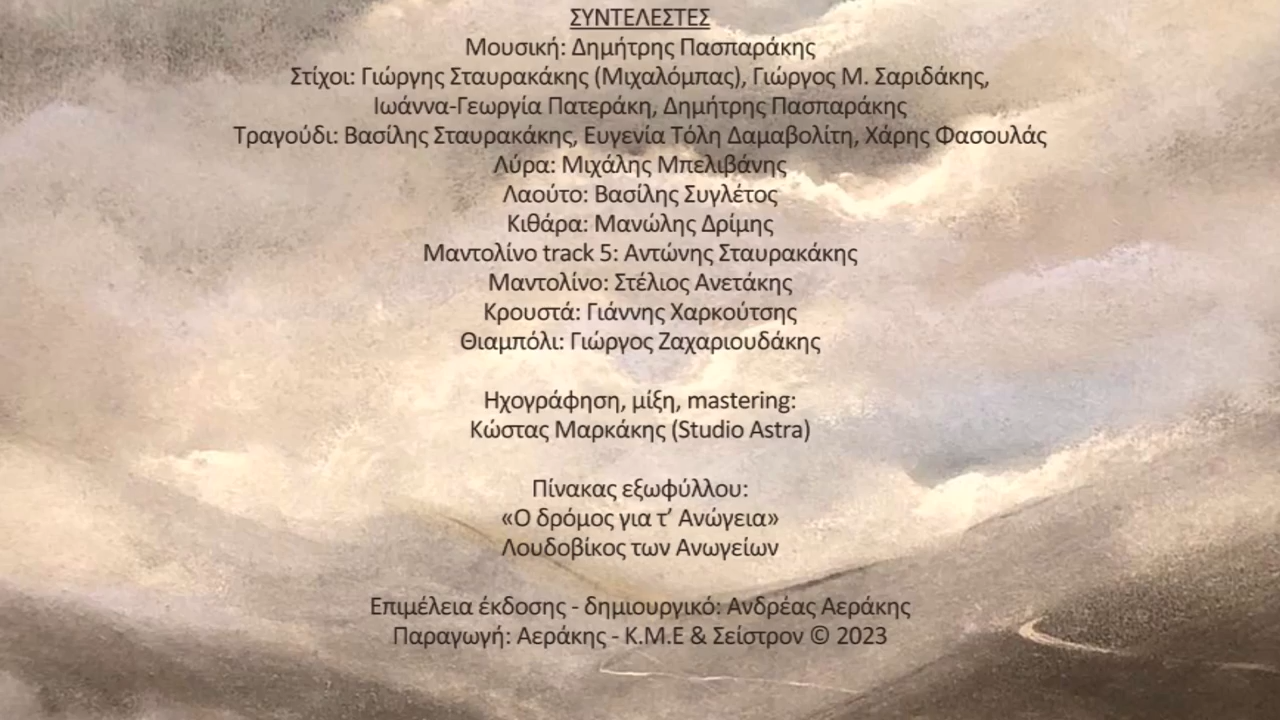 ΣΥΝΤΕΛΕΣΤΕΣ
Μουσική: Δημήτρης Πασπαράκης
Στίχοι: Γιώργης Σταυρακάκης (Μιχαλόμπας), Γιώργος Μ. Σαριδάκης,
Ιωάννα-Γεωργία Πατεράκη, Δημήτρης Πασπαράκης
Τραγούδι: Βασίλης Σταυρακάκης, Ευγενία Τόλη Δαμαβολίτη, Χάρης Φασουλάς
Λύρα: Μιχάλης Μπελιβάνης
Λαούτο: Βασίλης Συγλέτος
Κιθάρα: Μανώλης Δρίμης
Μαντολίνο track 5: Αντώνης Σταυρακάκης
Μαντολίνο: Στέλιος Ανετάκης
Κρουστά: Γιάννης Χαρκούτσης
Θιαμπόλι: Γιώργος Ζαχαριουδάκης
Ηχογράφηση, μίξη, mastering:
Κώστας Μαρκάκης (Studio Astra)
Πίνακας εξωφύλλου:
«Ο δρόμος για τ’ Ανώγεια»
Λουδοβίκος των Ανωγείων
Επιμέλεια έκδοσης - δημιουργικό: Ανδρέας Αεράκης
Παραγωγή: Αεράκης - Κ.Μ.Ε & Σείστρον © 2023